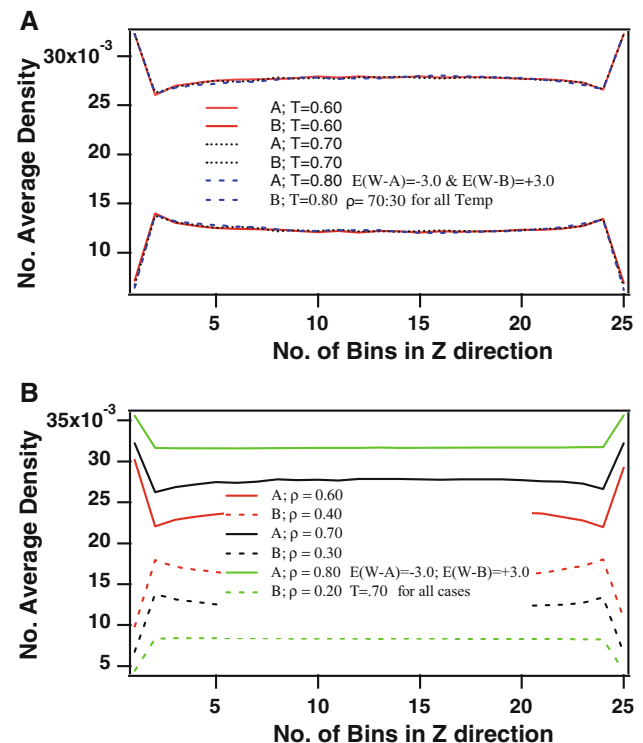 A
30x10⁻³
25
20
15
10
No. Average Density
A; T=0.60
B; T=0.60
A; T=0.70
B; T=0.70
A; T=0.80 E(W-A)=-3.0 & E(W-B)=+3.0
B; T=0.80 ρ= 70:30 for all Temp
5 10 15 20 25
No. of Bins in Z direction
B
35x10⁻³
30
25
20
15
10
5
No. Average Density
A; ρ = 0.60
B; ρ = 0.40
A; ρ = 0.70
B; ρ = 0.30
A; ρ = 0.80 E(W-A)=-3.0; E(W-B)=+3.0
B; ρ = 0.20 T=.70 for all cases
5 10 15 20 25
No. of Bins in Z direction